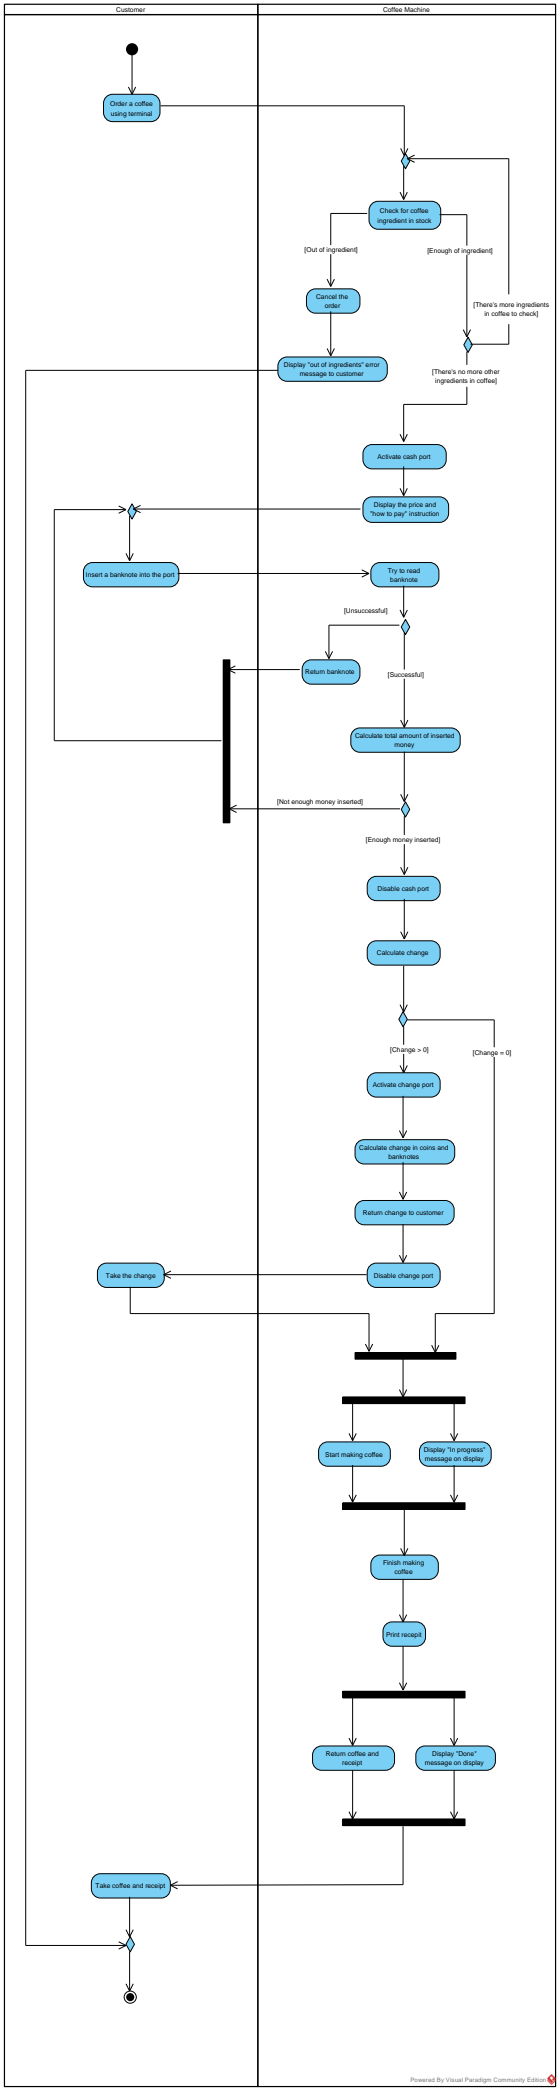 Customer
Coffee Machine
Order a coffee
using terminal
Check for coffee
ingredient in stock
[Out of ingredient]
[Enough of ingredient]
Cancel the
order
[There's more ingredients
in coffee to check]
Display "out of ingredients" error
message to customer
[There's no more other
ingredients in coffee]
Activate cash port
Display the price and
"how to pay" instruction
Insert a banknote into the port
Try to read
banknote
[Unsuccessful]
Return banknote
[Successful]
Calculate total amount of inserted
money
[Not enough money inserted]
[Enough money inserted]
Disable cash port
Calculate change
[Change > 0]
[Change = 0]
Activate change port
Calculate change in coins and
banknotes
Return change to customer
Take the change
Disable change port
Start making coffee
Display "In progress"
message on display
Finish making
coffee
Print recepit
Return coffee and
receipt
Display "Done"
message on display
Take coffee and receipt
Powered By Visual Paradigm Community Edition